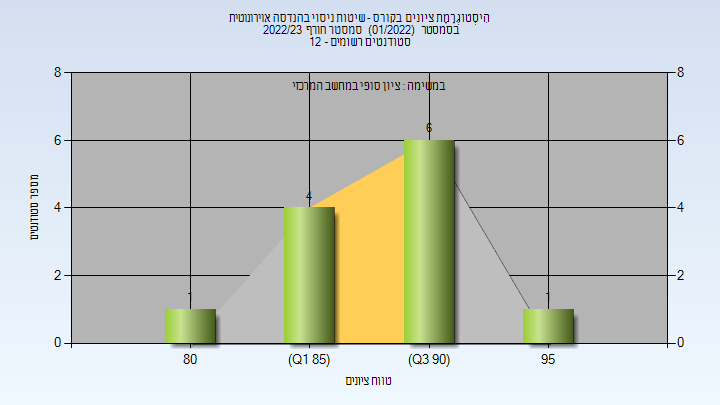 הִיסְטוֹגְרָמַת ציונים בקורס - שיטות ניסוי בהנדסה אוירונוטית
בסמסטר (01/2022) סמסטר חורף 2022/23
סטודנטים רשומים - 12
במשימה : ציון סופי במחשב המרכזי
מספר סטודנטים
8
6
4
2
0
8
6
4
2
0
1
4
6
1
80
(Q1 85)
(Q3 90)
95
טווח ציונים